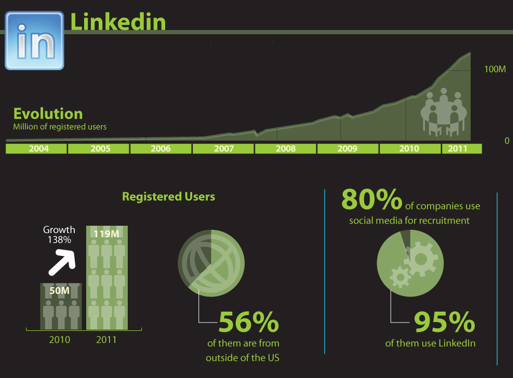 in
Linkedin
100M
Evolution
Million of registered users
0
2004 2005 2006 2007 2008 2009 2010 2011
Registered Users
80% of companies use
social media for recruitment
Growth
138%
119M
50M
2010 2011
56%
of them are from
outside of the US
95%
of them use LinkedIn